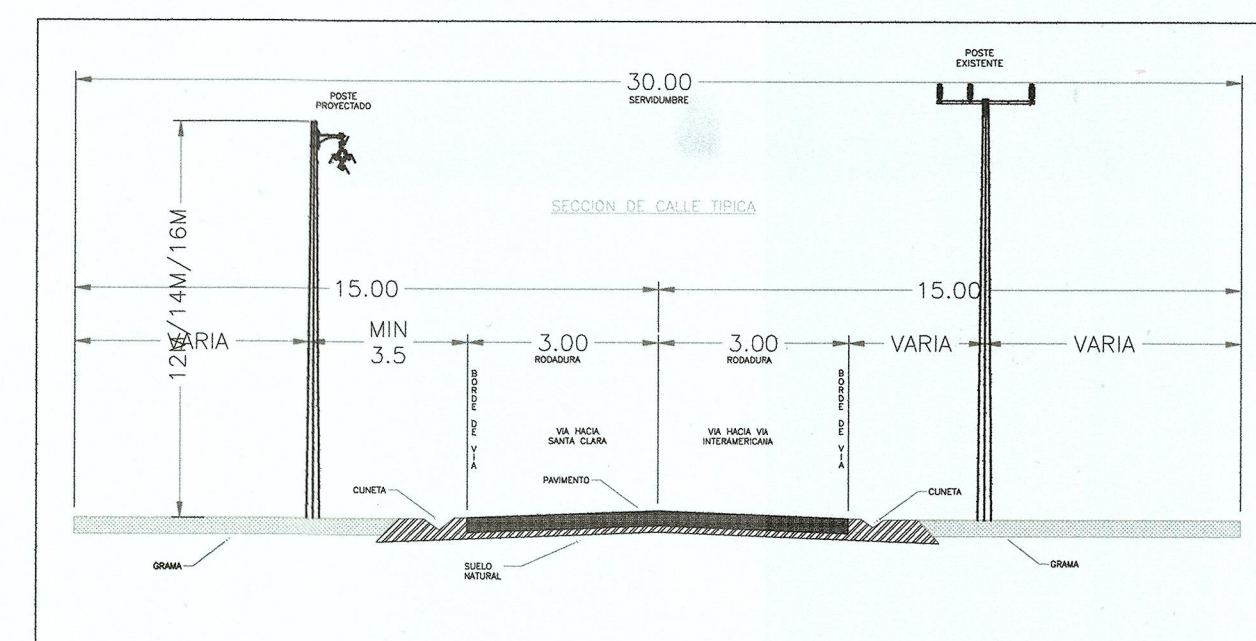 POSTE
EXISTENTE
30.00
SERVIDUMBRE
POSTE
PROYECTADO
SECCION DE CALLE TIPICA
12M/14M/16M
15.00
15.00
VARIA
MIN
3.5
3.00
RODADURA
3.00
RODADURA
VARIA
VARIA
BORDE DE VIA
BORDE DE VIA
VIA HACIA
SANTA CLARA
VIA HACIA VIA
INTERAMERICANA
PAVIMENTO
CUNETA
CUNETA
GRAMA
SUELO
NATURAL
GRAMA